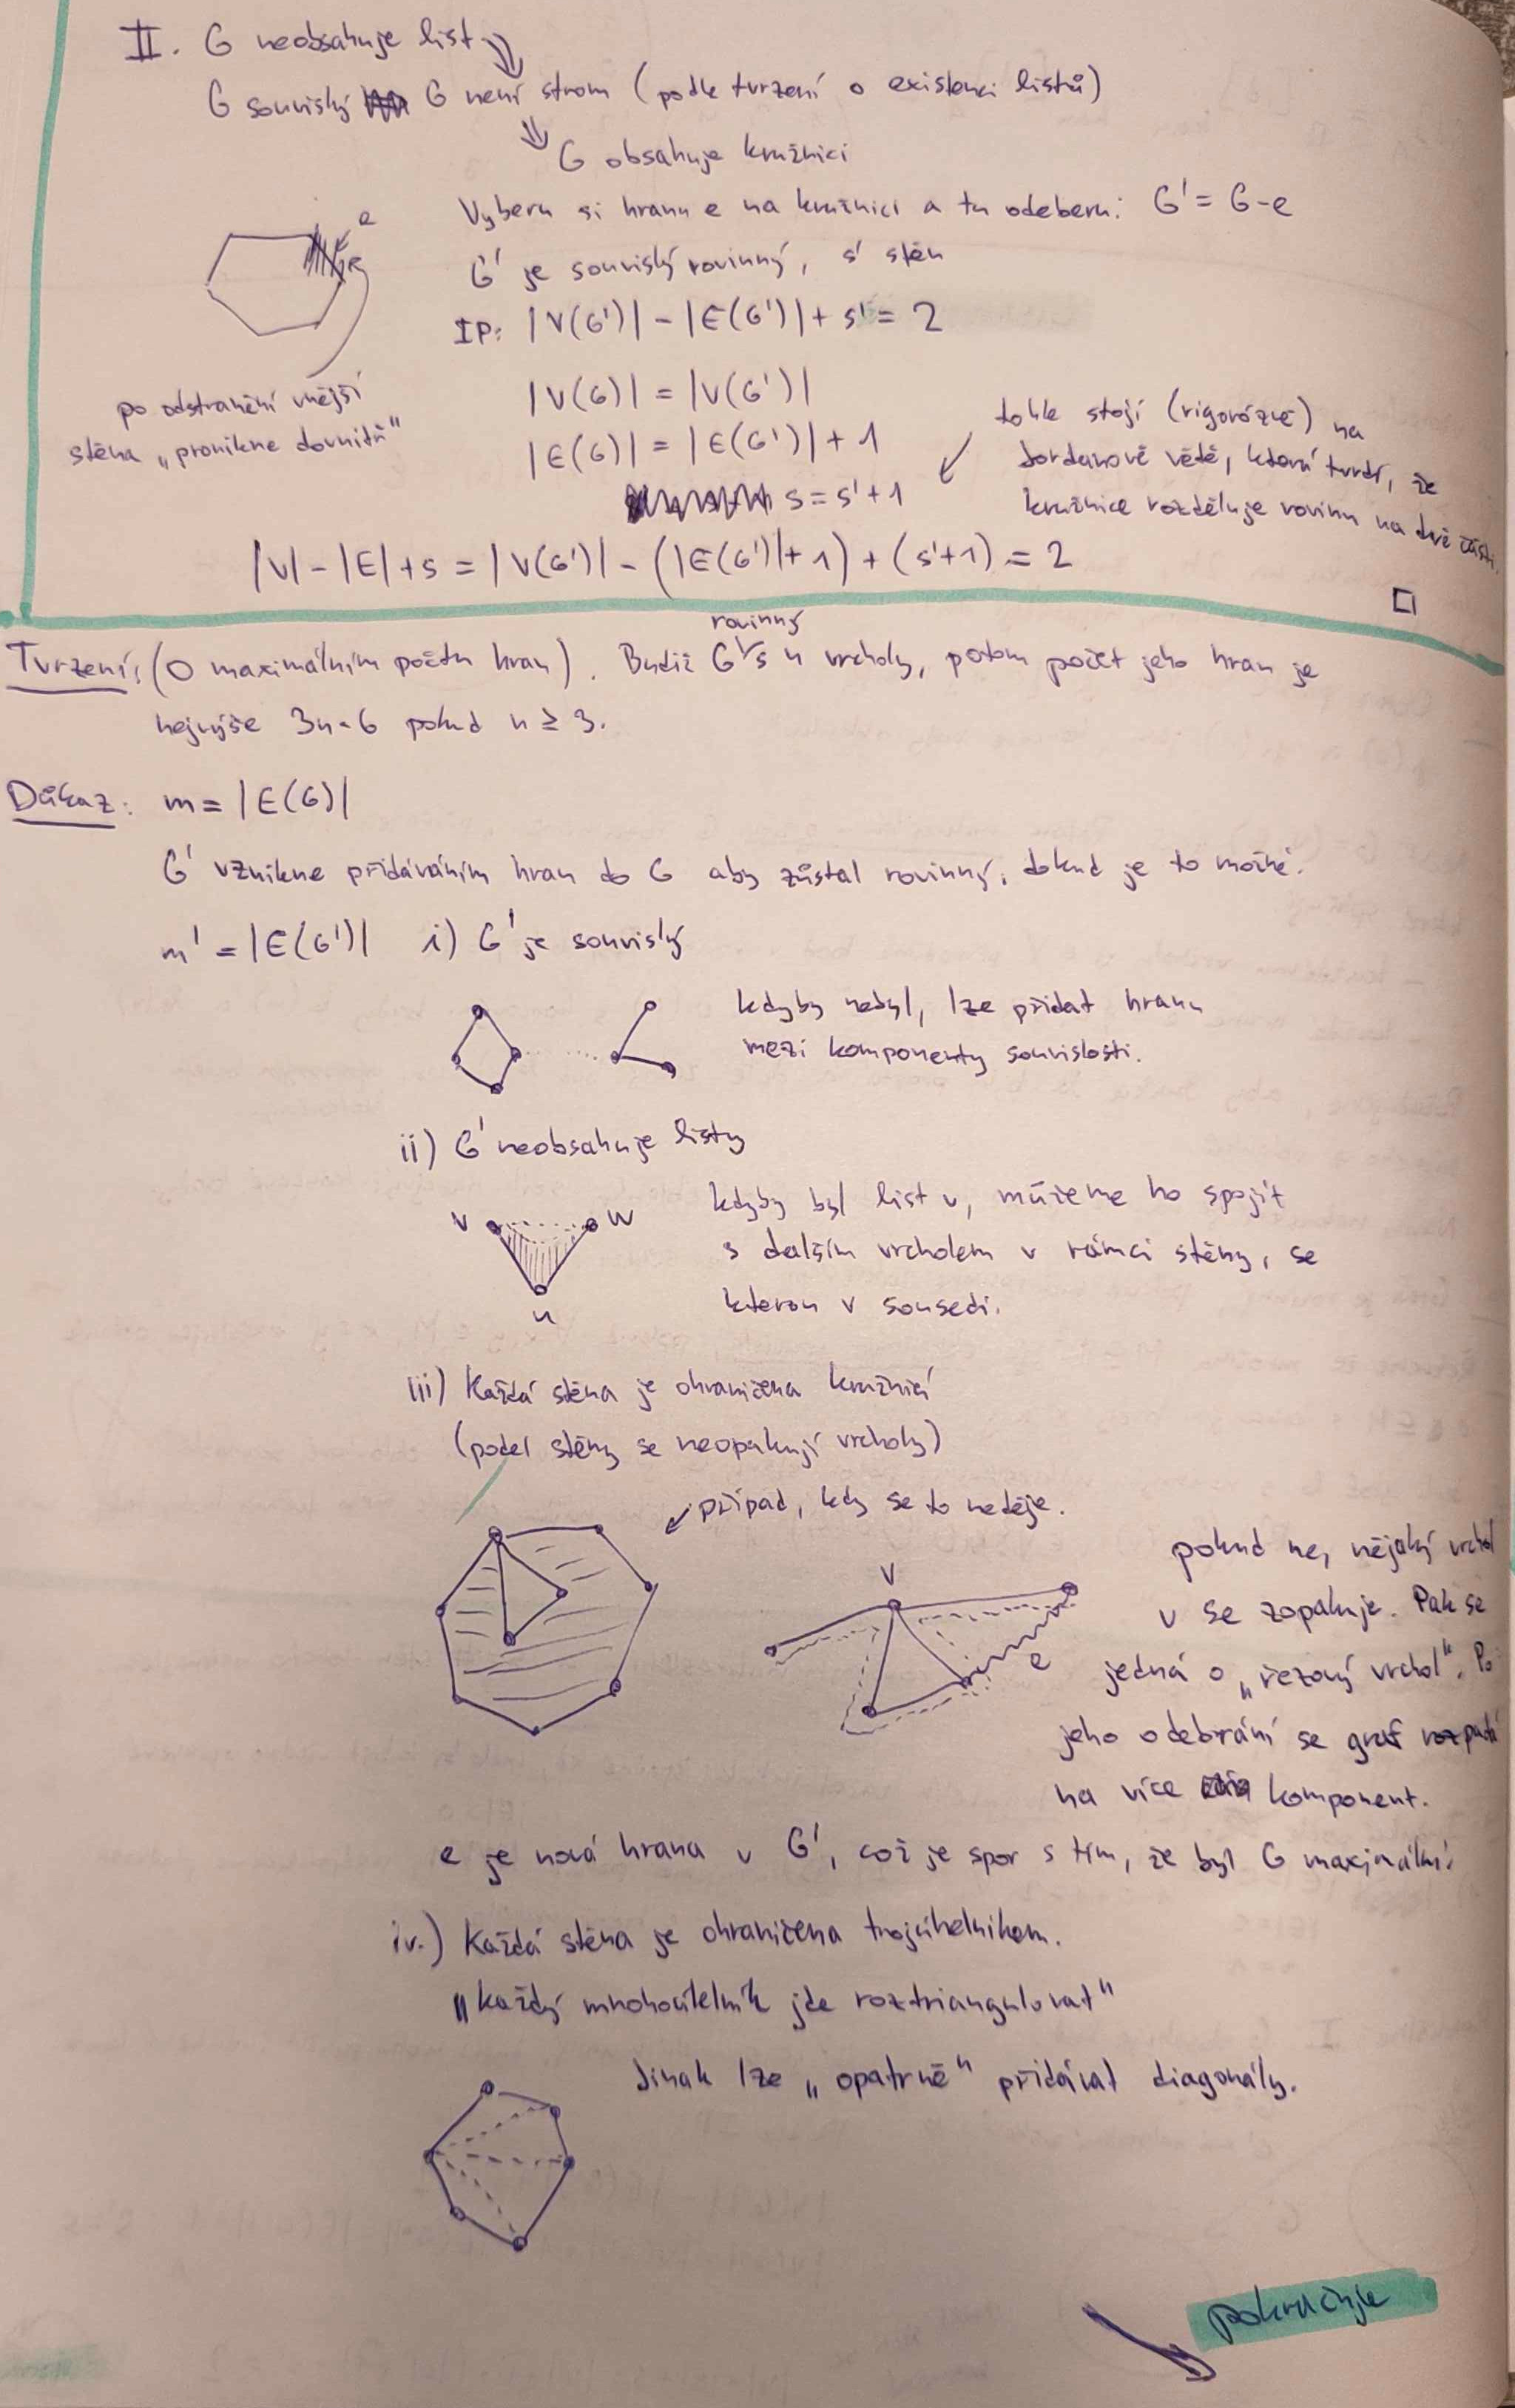 II. G neobsahuje list
G souvislý G není strom (podle tvrzení o existenci listů)
G obsahuje kružnici
Vyberu si hranu e na kružnici a tu odeberu: G' = G-e
e
G' je souvislý rovinný, s' stěn
IP: |V(G')| - |E(G')| + s' = 2
po odstranění vnější
stěna „pronikne dovnitř"
|V(G)| = |V(G')|
|E(G)| = |E(G')| + 1
s = s' + 1
tohle stojí (rigorózně) na
Jordanově větě, která tvrdí, že
kružnice rozděluje rovinu na dvě části.
|V| - |E| + s = |V(G')| - (|E(G')| + 1) + (s'+1) = 2
□
rovinný
Tvrzení: (O maximálním počtu hran). Budiž G s n vrcholy, potom počet jeho hran je
nejvýše 3n-6 pokud n ≥ 3.
Důkaz: m = |E(G)|
G' vznikne přidáváním hran do G aby zůstal rovinný, dokud je to možné.
m' = |E(G')| i) G' je souvislý
kdyby nebyl, lze přidat hranu
mezi komponenty souvislosti.
ii) G' neobsahuje listy
v w
u
kdyby byl list v, můžeme ho spojit
s dalším vrcholem v rámci stěny, se
kterou v sousedí.
iii) Každá stěna je ohraničena kružnicí
(podél stěny se neopakují vrcholy)
případ, kdy se to neděje.
v
e
pokud ne, nějaký vrchol
v se zopakuje. Pak se
jedná o „řezový vrchol". Po
jeho odebrání se graf rozpadá
na více komponent.
e je nová hrana v G', což je spor s tím, že byl G maximální.
iv.) Každá stěna je ohraničena trojúhelníkem.
„každý mnohoúhelník jde roztriangulovat"
Jinak lze „opatrně" přidávat diagonály.
pokračuje